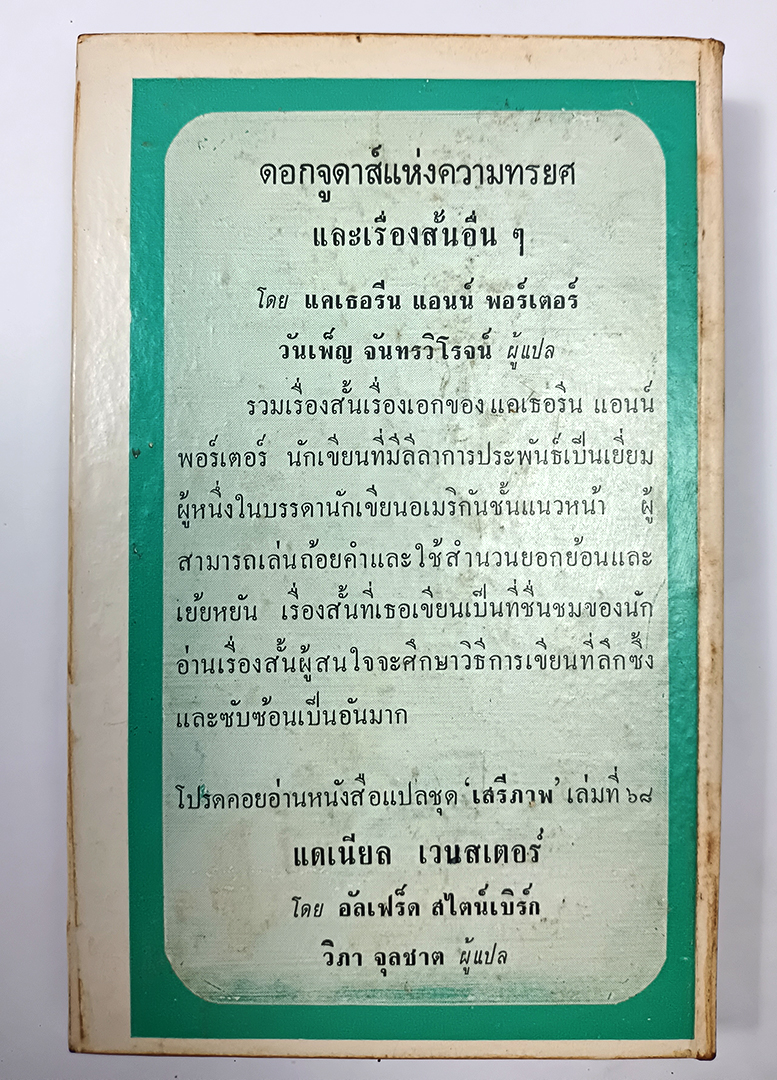 ดอกจูดาส์แห่งความทรยศ
และเรื่องสั้นอื่น ๆ
โดย แคเธอรีน แอนน์ พอร์เตอร์
วันเพ็ญ จันทรวิโรจน์ ผู้แปล
รวมเรื่องสั้นเรื่องเอกของ แคเธอรีน แอนน์
พอร์เตอร์ นักเขียนที่มีลีลาการประพันธ์เป็นเยี่ยม
ผู้หนึ่งในบรรดานักเขียนอเมริกันชั้นแนวหน้า ผู้
สามารถเล่นถ้อยคำและใช้สำนวนยอกย้อนและ
เย้ยหยัน เรื่องสั้นที่เธอเขียนเป็นที่ชื่นชมของนัก
อ่านเรื่องสั้นผู้สนใจจะศึกษาวิธีการเขียนที่ลึกซึ้ง
และซับซ้อนเป็นอันมาก
โปรดคอยอ่านหนังสือแปลชุด ‘เสรีภาพ’ เล่มที่ ๖๘
แดเนียล เวบสเตอร์
โดย อัลเฟร็ด สไตน์เบิร์ก
วิภา จุลชาต ผู้แปล